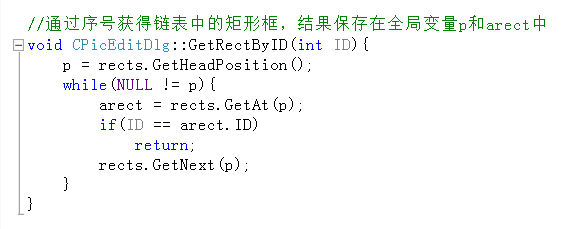 //通过序号获得链表中的矩形框，结果保存在全局变量p和arect中
void CPicEditDlg::GetRectByID(int ID){
    p = rects.GetHeadPosition();
    while(NULL != p){
        arect = rects.GetAt(p);
        if(ID == arect.ID)
            return;
        rects.GetNext(p);
    }
}